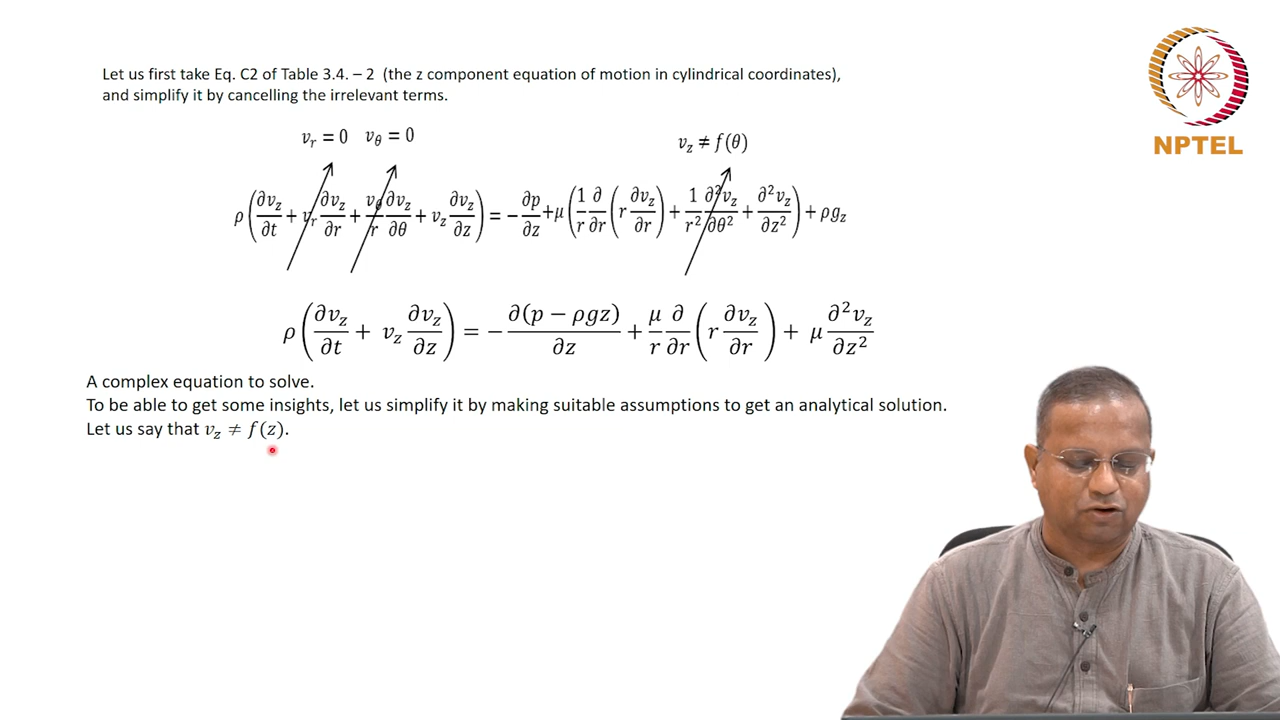 Let us first take Eq. C2 of Table 3.4. – 2 (the z component equation of motion in cylindrical coordinates),
and simplify it by cancelling the irrelevant terms.
NPTEL
v_r = 0 v_θ = 0
v_z ≠ f(θ)
ρ(∂v_z/∂t + v_r ∂v_z/∂r + v_θ/r ∂v_z/∂θ + v_z ∂v_z/∂z) = −∂p/∂z + μ(1/r ∂/∂r (r ∂v_z/∂r) + 1/r² ∂²v_z/∂θ² + ∂²v_z/∂z²) + ρg_z
ρ(∂v_z/∂t + v_z ∂v_z/∂z) = −∂(p − ρgz)/∂z + μ/r ∂/∂r (r ∂v_z/∂r) + μ ∂²v_z/∂z²
A complex equation to solve.
To be able to get some insights, let us simplify it by making suitable assumptions to get an analytical solution.
Let us say that v_z ≠ f(z).